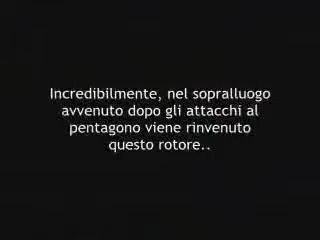 Incredibilmente, nel sopralluogo
avvenuto dopo gli attacchi al
pentagono viene rinvenuto
questo rotore..